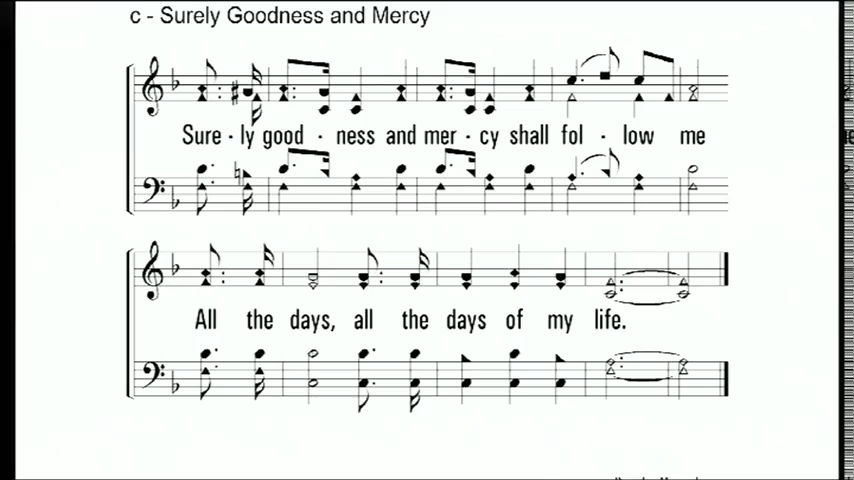 c - Surely Goodness and Mercy
Sure - ly good - ness and mer - cy shall fol - low me
All the days, all the days of my life.